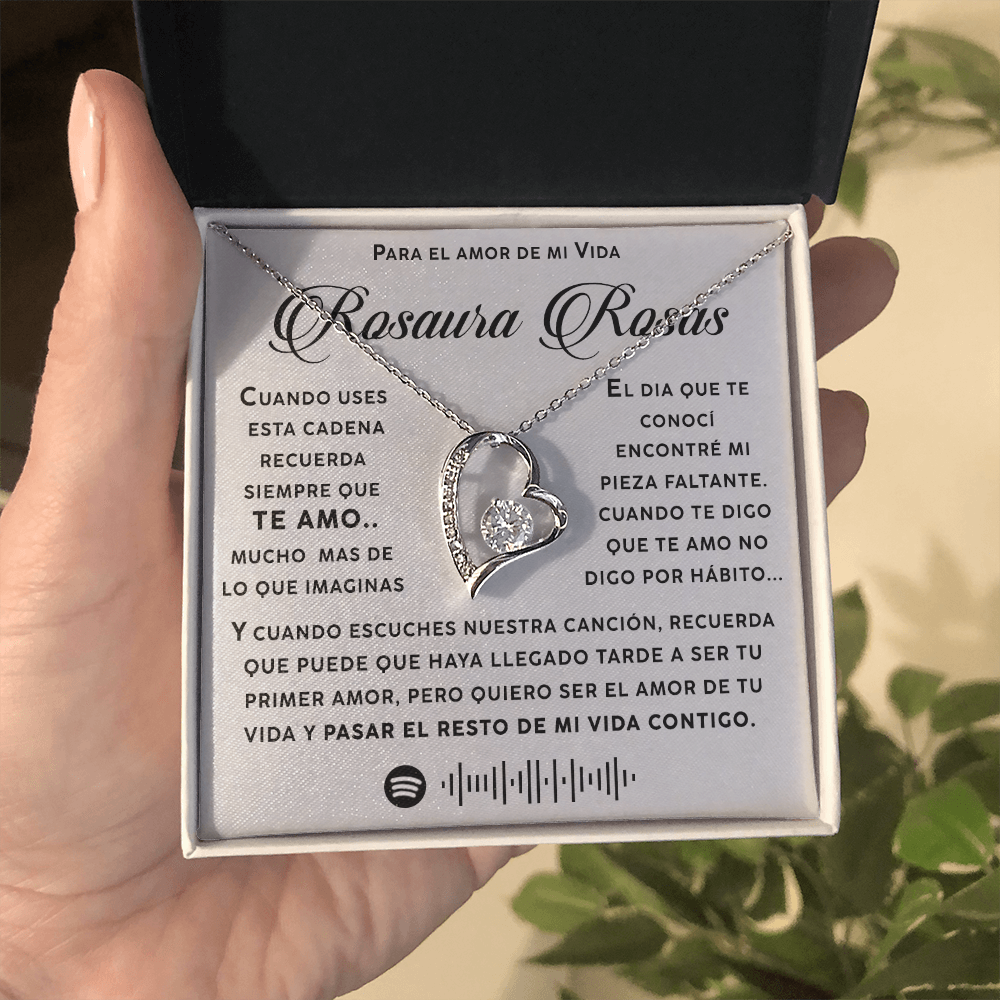 Para el amor de mi Vida
Rosaura Rosas
Cuando uses
esta cadena
recuerda
siempre que
TE AMO..
mucho mas de
lo que imaginas
El dia que te
conocí
encontré mi
pieza faltante.
Cuando te digo
que te amo no
digo por hábito...
Y cuando escuches nuestra canción, recuerda
que puede que haya llegado tarde a ser tu
primer amor, pero quiero ser el amor de tu
vida y pasar el resto de mi vida contigo.